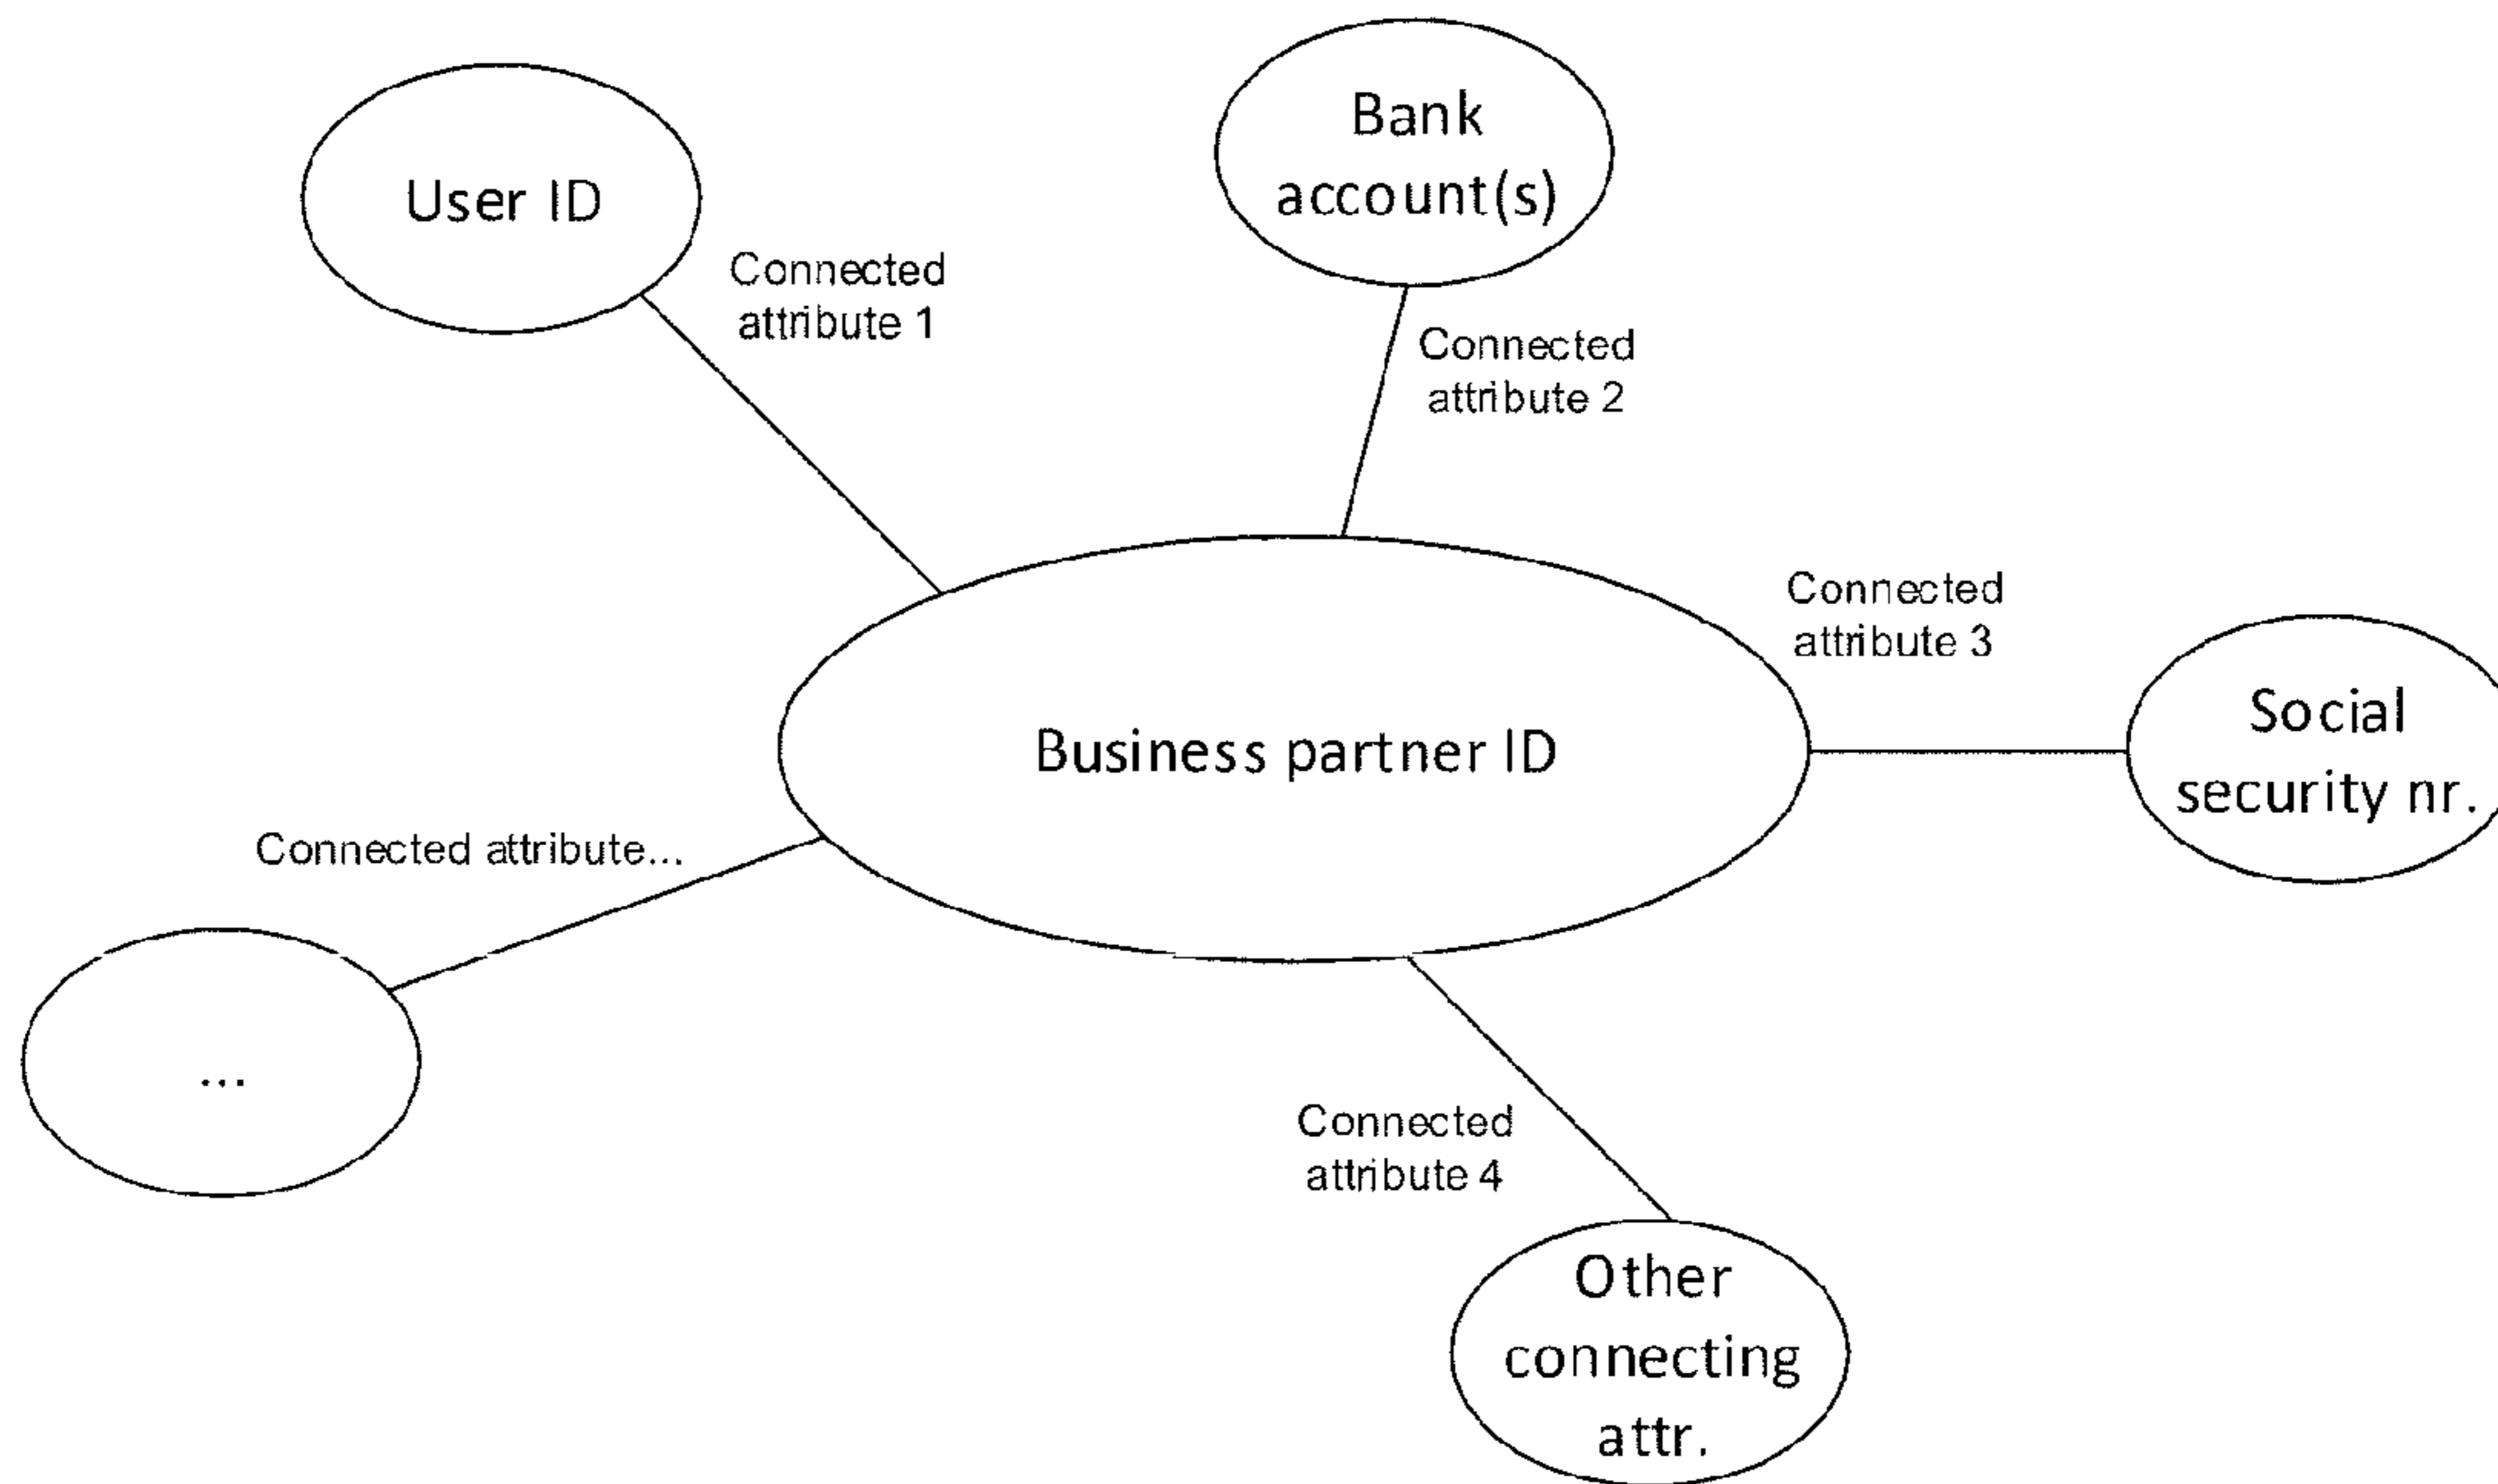 User ID
Bank
account(s)
Connected
attribute 1
Connected
attribute 2
Connected
attribute 3
Business partner ID
Social
security nr.
Connected attribute...
...
Connected
attribute 4
Other
connecting
attr.